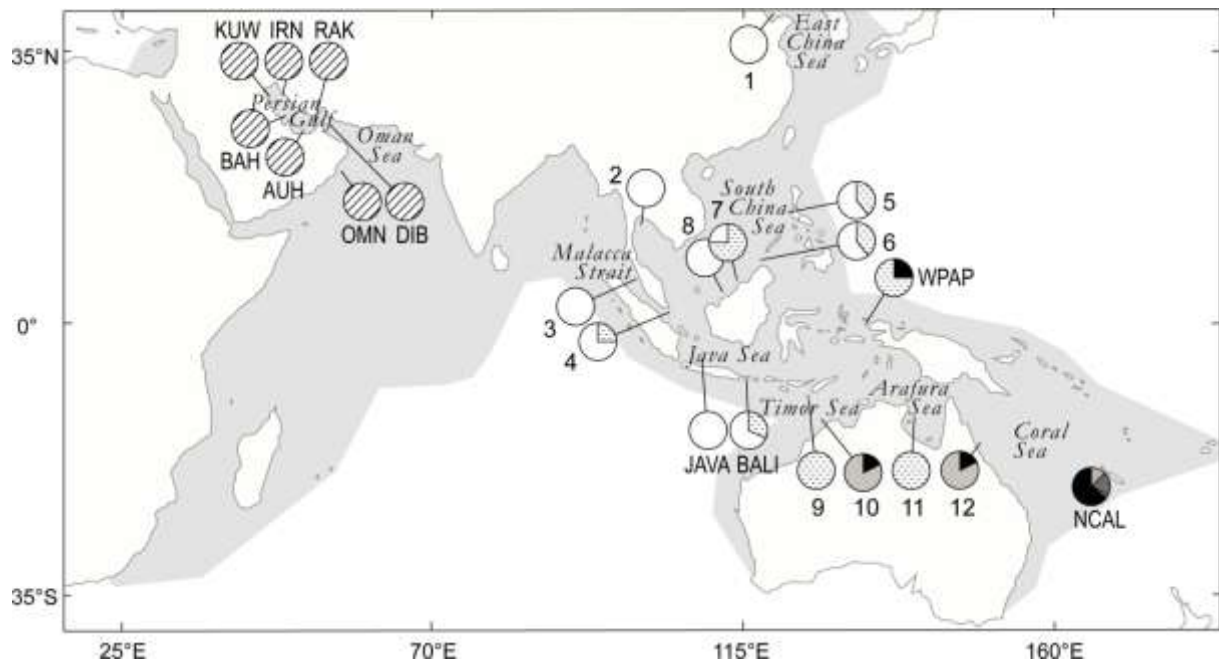 KUW IRN RAK
East
China
Sea
35°N
1
Persian
Gulf
Oman
Sea
BAH
AUH
OMN DIB
2
South
China
Sea
7
8
5
6
Malacca
Strait
WPAP
3
4
0°
Java Sea
Arafura
Sea
Timor Sea
Coral
Sea
JAVA BALI
9 10 11 12
NCAL
35°S
25°E 70°E 115°E 160°E